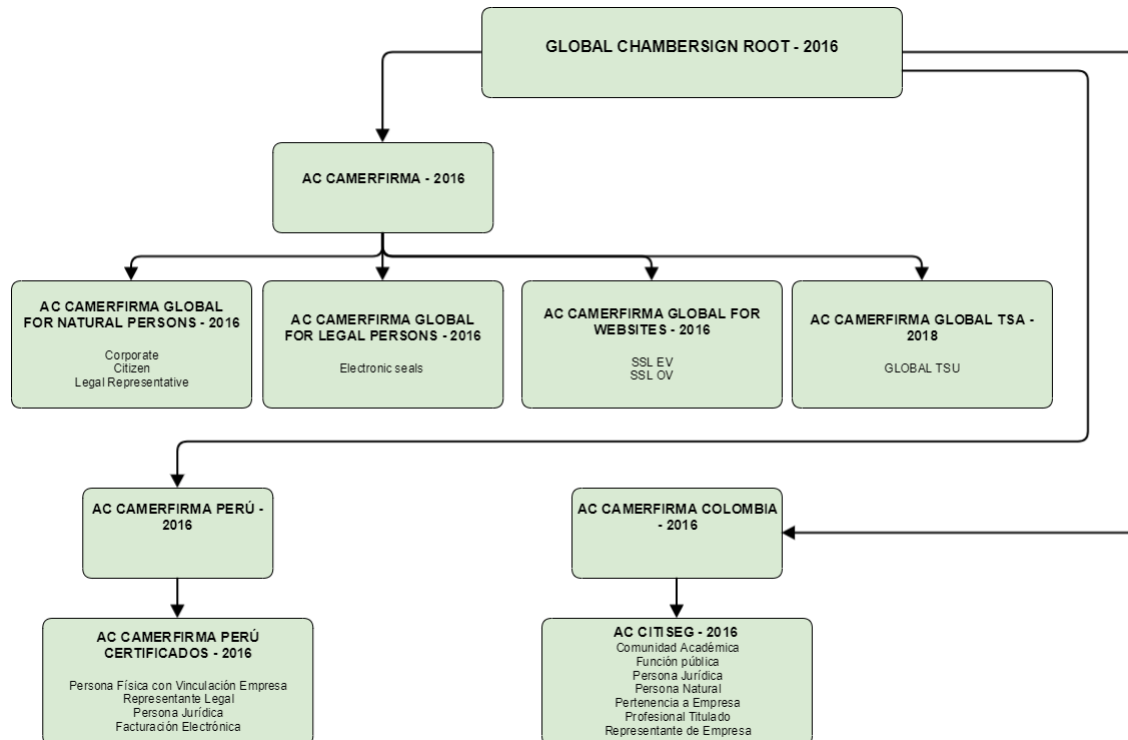 GLOBAL CHAMBERSIGN ROOT - 2016
AC CAMERFIRMA - 2016
AC CAMERFIRMA GLOBAL
FOR NATURAL PERSONS - 2016
Corporate
Citizen
Legal Representative
AC CAMERFIRMA GLOBAL
FOR LEGAL PERSONS - 2016
Electronic seals
AC CAMERFIRMA GLOBAL FOR
WEBSITES - 2016
SSL EV
SSL OV
AC CAMERFIRMA GLOBAL TSA -
2018
GLOBAL TSU
AC CAMERFIRMA PERÚ -
2016
AC CAMERFIRMA COLOMBIA
- 2016
AC CAMERFIRMA PERÚ
CERTIFICADOS - 2016
Persona Física con Vinculación Empresa
Representante Legal
Persona Jurídica
Facturación Electrónica
AC CITISEG - 2016
Comunidad Académica
Función pública
Persona Jurídica
Persona Natural
Pertenencia a Empresa
Profesional Titulado
Representante de Empresa